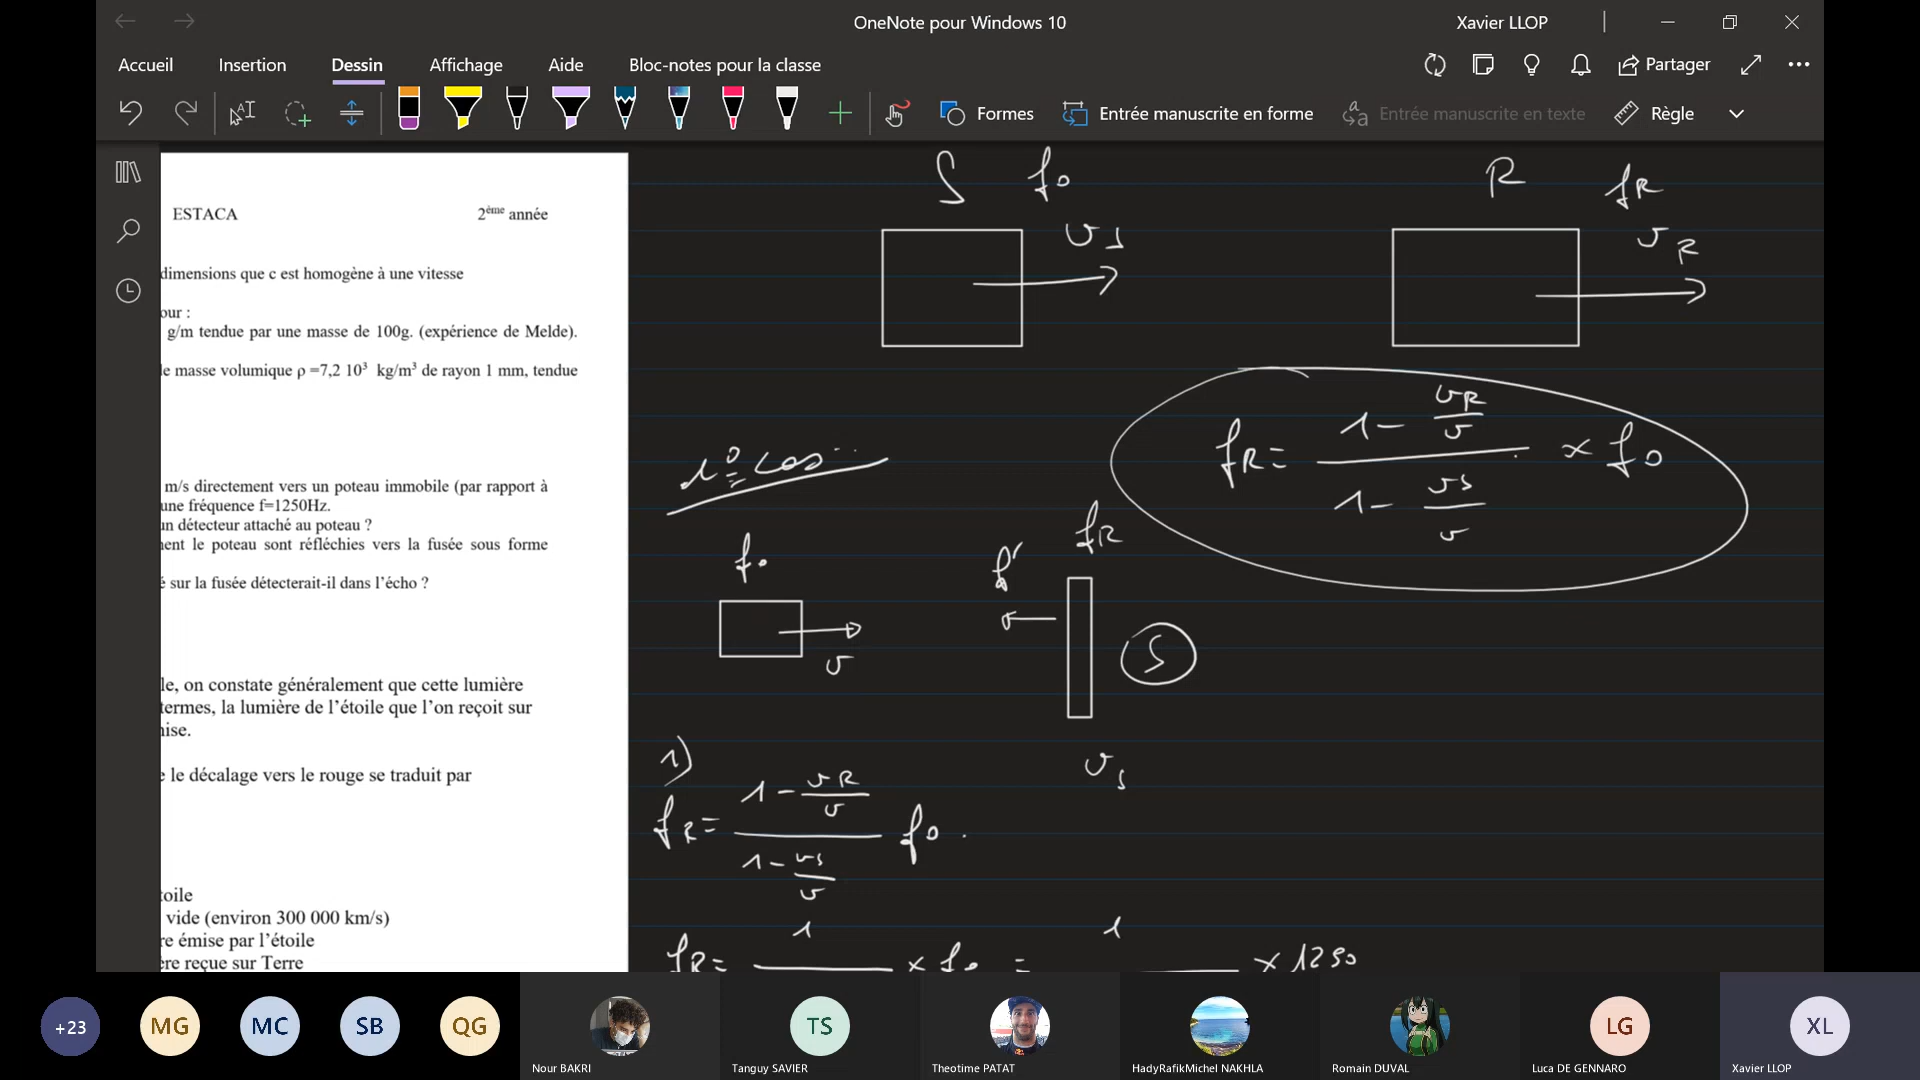 OneNote pour Windows 10
Xavier LLOP
Accueil Insertion Dessin Affichage Aide Bloc-notes pour la classe
Partager
Formes Entrée manuscrite en forme Entrée manuscrite en texte Règle
ESTACA 2ème année
dimensions que c est homogène à une vitesse
our :
g/m tendue par une masse de 100g. (expérience de Melde).
le masse volumique ρ =7,2 10³ kg/m³ de rayon 1 mm, tendue
m/s directement vers un poteau immobile (par rapport à
une fréquence f=1250Hz.
un détecteur attaché au poteau ?
ent le poteau sont réfléchies vers la fusée sous forme
é sur la fusée détecterait-il dans l'écho ?
le, on constate généralement que cette lumière
termes, la lumière de l'étoile que l'on reçoit sur
ise.
e le décalage vers le rouge se traduit par
toile
vide (environ 300 000 km/s)
re émise par l'étoile
ère reçue sur Terre
S f0
vS
R fR
vR
fR = (1 - vR/v) / (1 - vS/v) × f0
1º cas
f0
v
f'
fR
S
vS
1)
fR = (1 - vR/v) / (1 - vS/v) f0
fR = 1 × f0 = 1 × 1250
+23
MG
MC
SB
QG
Nour BAKRI
TS
Tanguy SAVIER
Theotime PATAT
HadyRafikMichel NAKHLA
Romain DUVAL
LG
Luca DE GENNARO
XL
Xavier LLOP